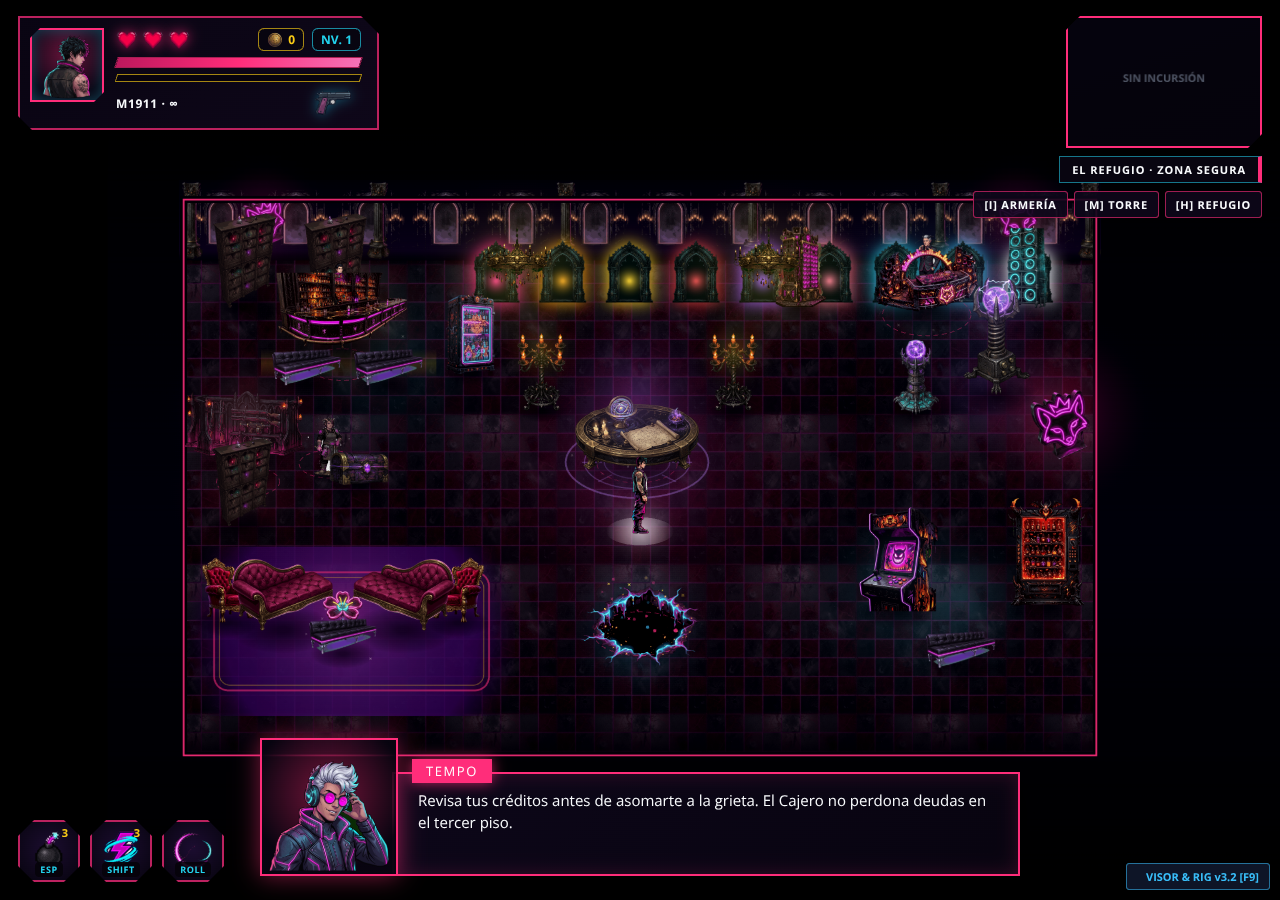 0
NV. 1
M1911 · ∞
SIN INCURSIÓN
EL REFUGIO · ZONA SEGURA
[I] ARMERÍA
[M] TORRE
[H] REFUGIO
TEMPO
Revisa tus créditos antes de asomarte a la grieta. El Cajero no perdona deudas en
el tercer piso.
3
ESP
3
SHIFT
ROLL
VISOR & RIG v3.2 [F9]